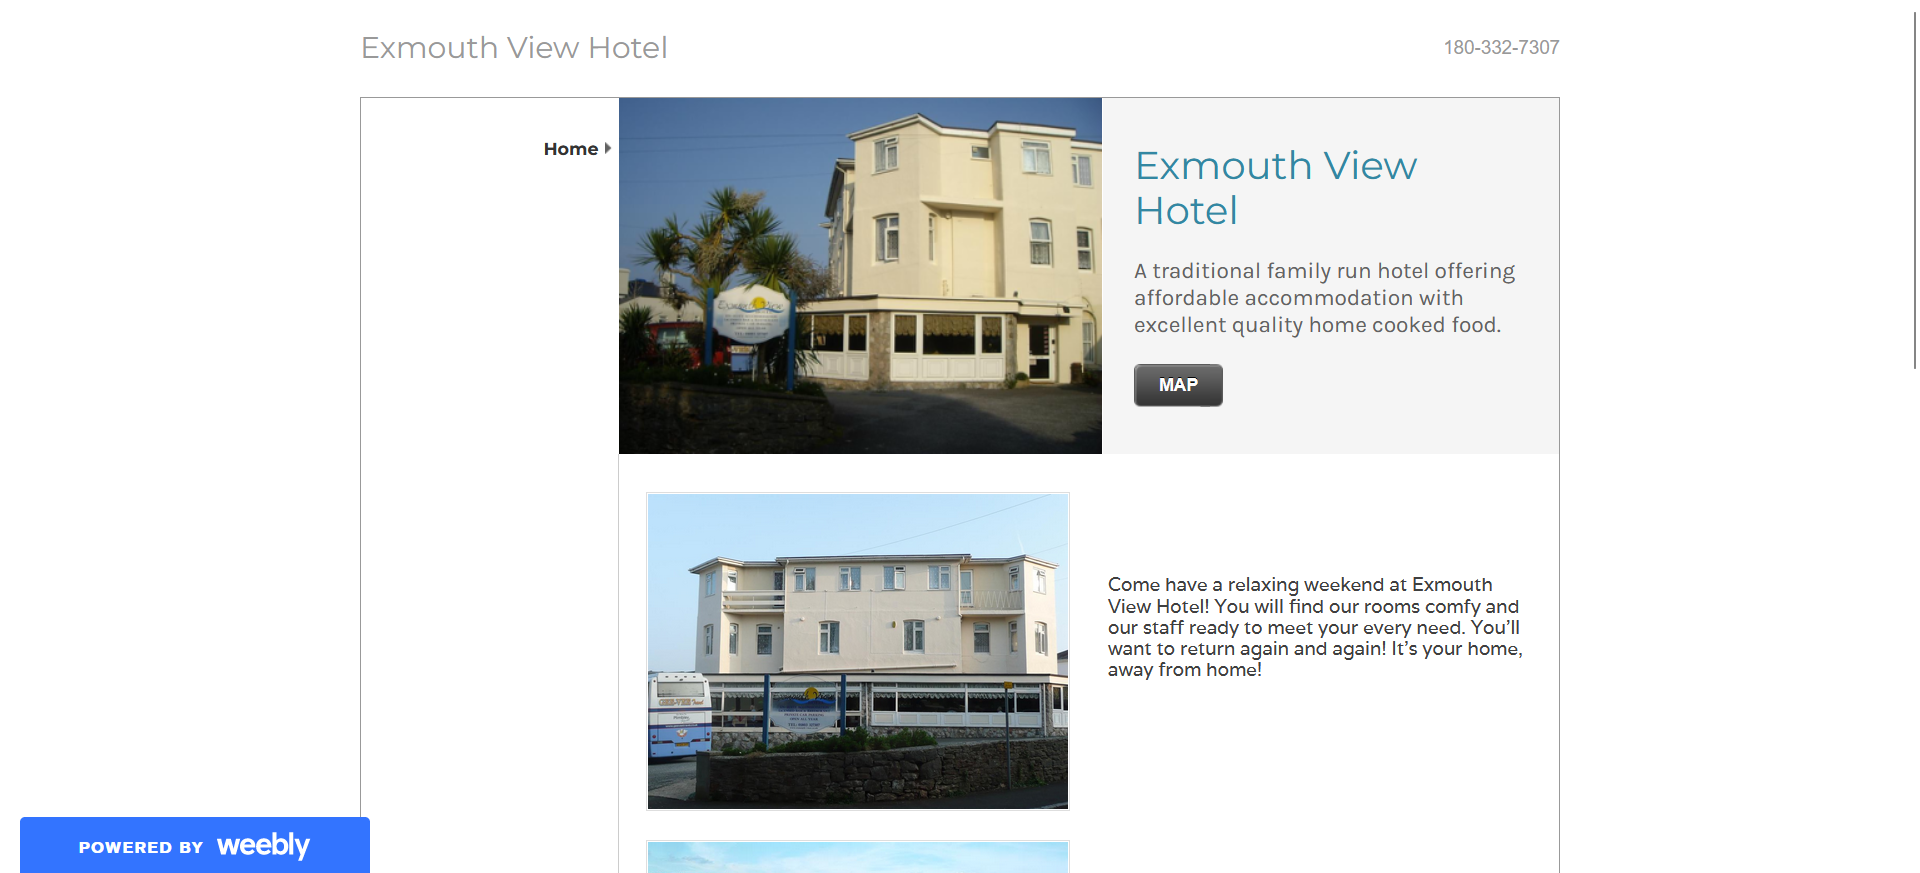 Exmouth View Hotel
180-332-7307
Home
Exmouth View
Hotel
A traditional family run hotel offering
affordable accommodation with
excellent quality home cooked food.
MAP
Come have a relaxing weekend at Exmouth
View Hotel! You will find our rooms comfy and
our staff ready to meet your every need. You’ll
want to return again and again! It’s your home,
away from home!
POWERED BY weebly